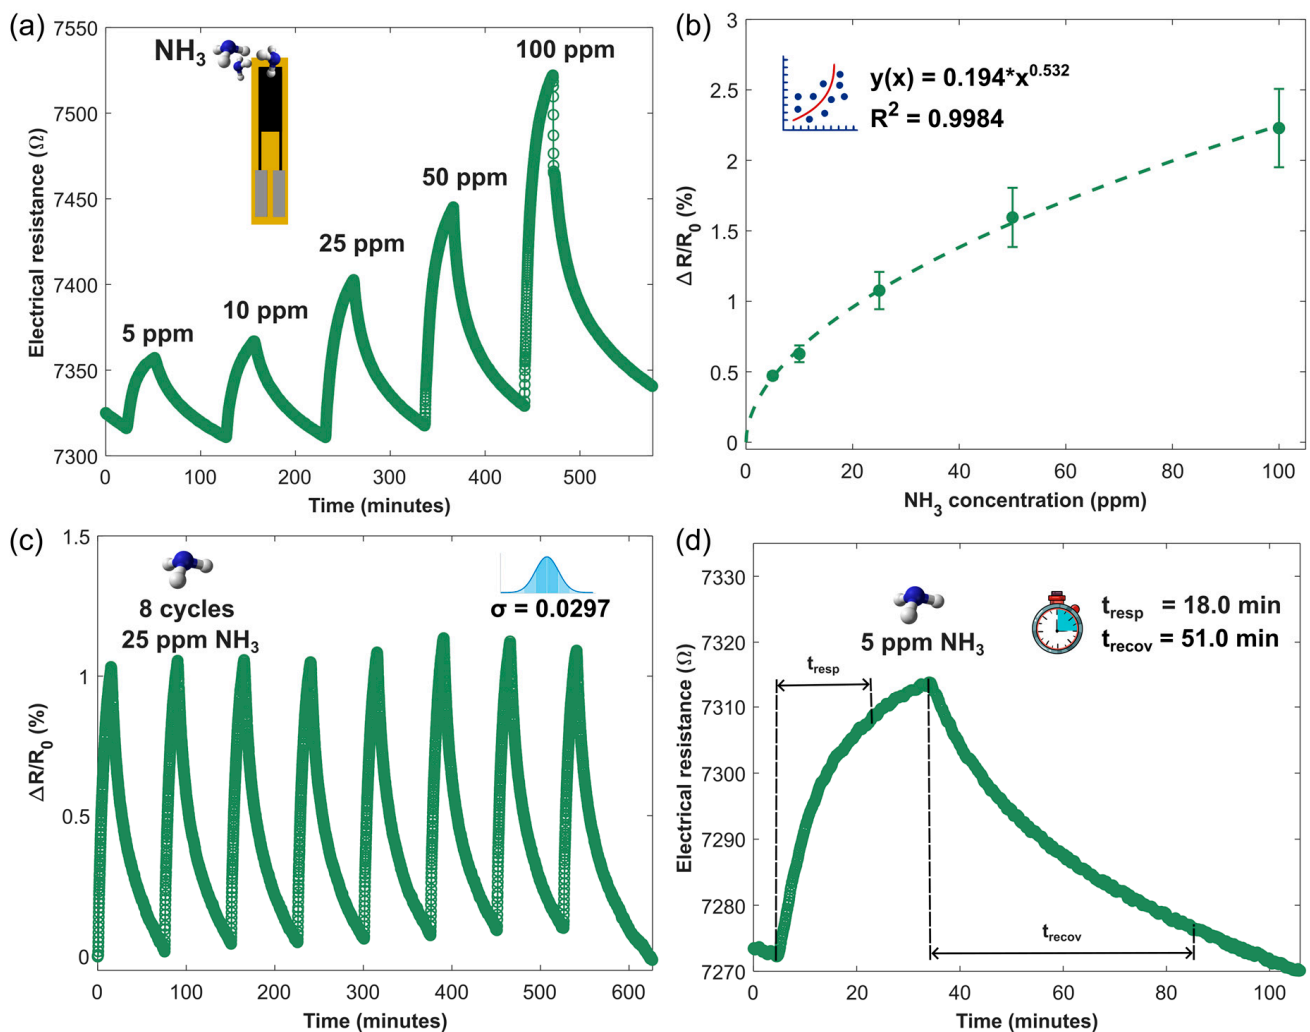 (a)
7550
7500
7450
7400
7350
7300
Electrical resistance (Ω)
NH3
5 ppm
10 ppm
25 ppm
50 ppm
100 ppm
0 100 200 300 400 500
Time (minutes)
(b)
3
2.5
2
1.5
1
0.5
0
Δ R/R0 (%)
y(x) = 0.194*x^0.532
R^2 = 0.9984
0 20 40 60 80 100
NH3 concentration (ppm)
(c)
1.5
1
0.5
0
Δ R/R0 (%)
8 cycles
25 ppm NH3
σ = 0.0297
0 100 200 300 400 500 600
Time (minutes)
(d)
7330
7320
7310
7300
7290
7280
7270
Electrical resistance (Ω)
5 ppm NH3
tresp = 18.0 min
trecov = 51.0 min
tresp
trecov
0 20 40 60 80 100
Time (minutes)